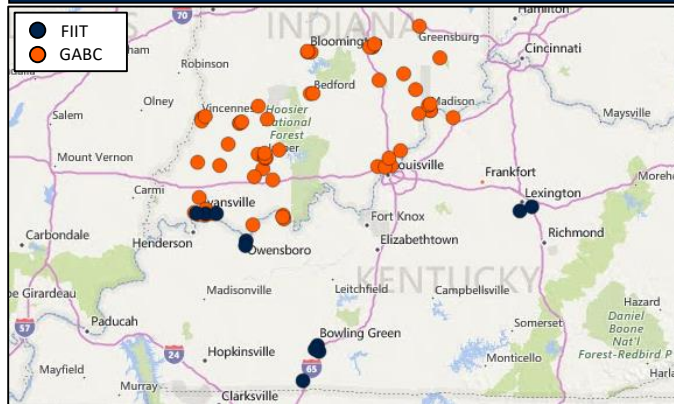 FIIT
GABC
70
INDIANA
Hamilton
Bloomington
Greensburg
Cincinnati
Robinson
Bedford
Olney
Vincennes
Hoosier
National
Forest
Madison
Maysville
Salem
Mount Vernon
Louisville
Frankfort
Lexington
Carmi
Evansville
Fort Knox
Richmond
Carbondale
Henderson
Owensboro
Elizabethtown
KENTUCKY
Madisonville
Leitchfield
Campbellsville
Hazard
pe Girardeau
57
Paducah
Bowling Green
Somerset
Daniel
Boone
Nat'l
Forest-Redbird P
24
Hopkinsville
65
Monticello
Mayfield
Murray
Clarksville
Harla